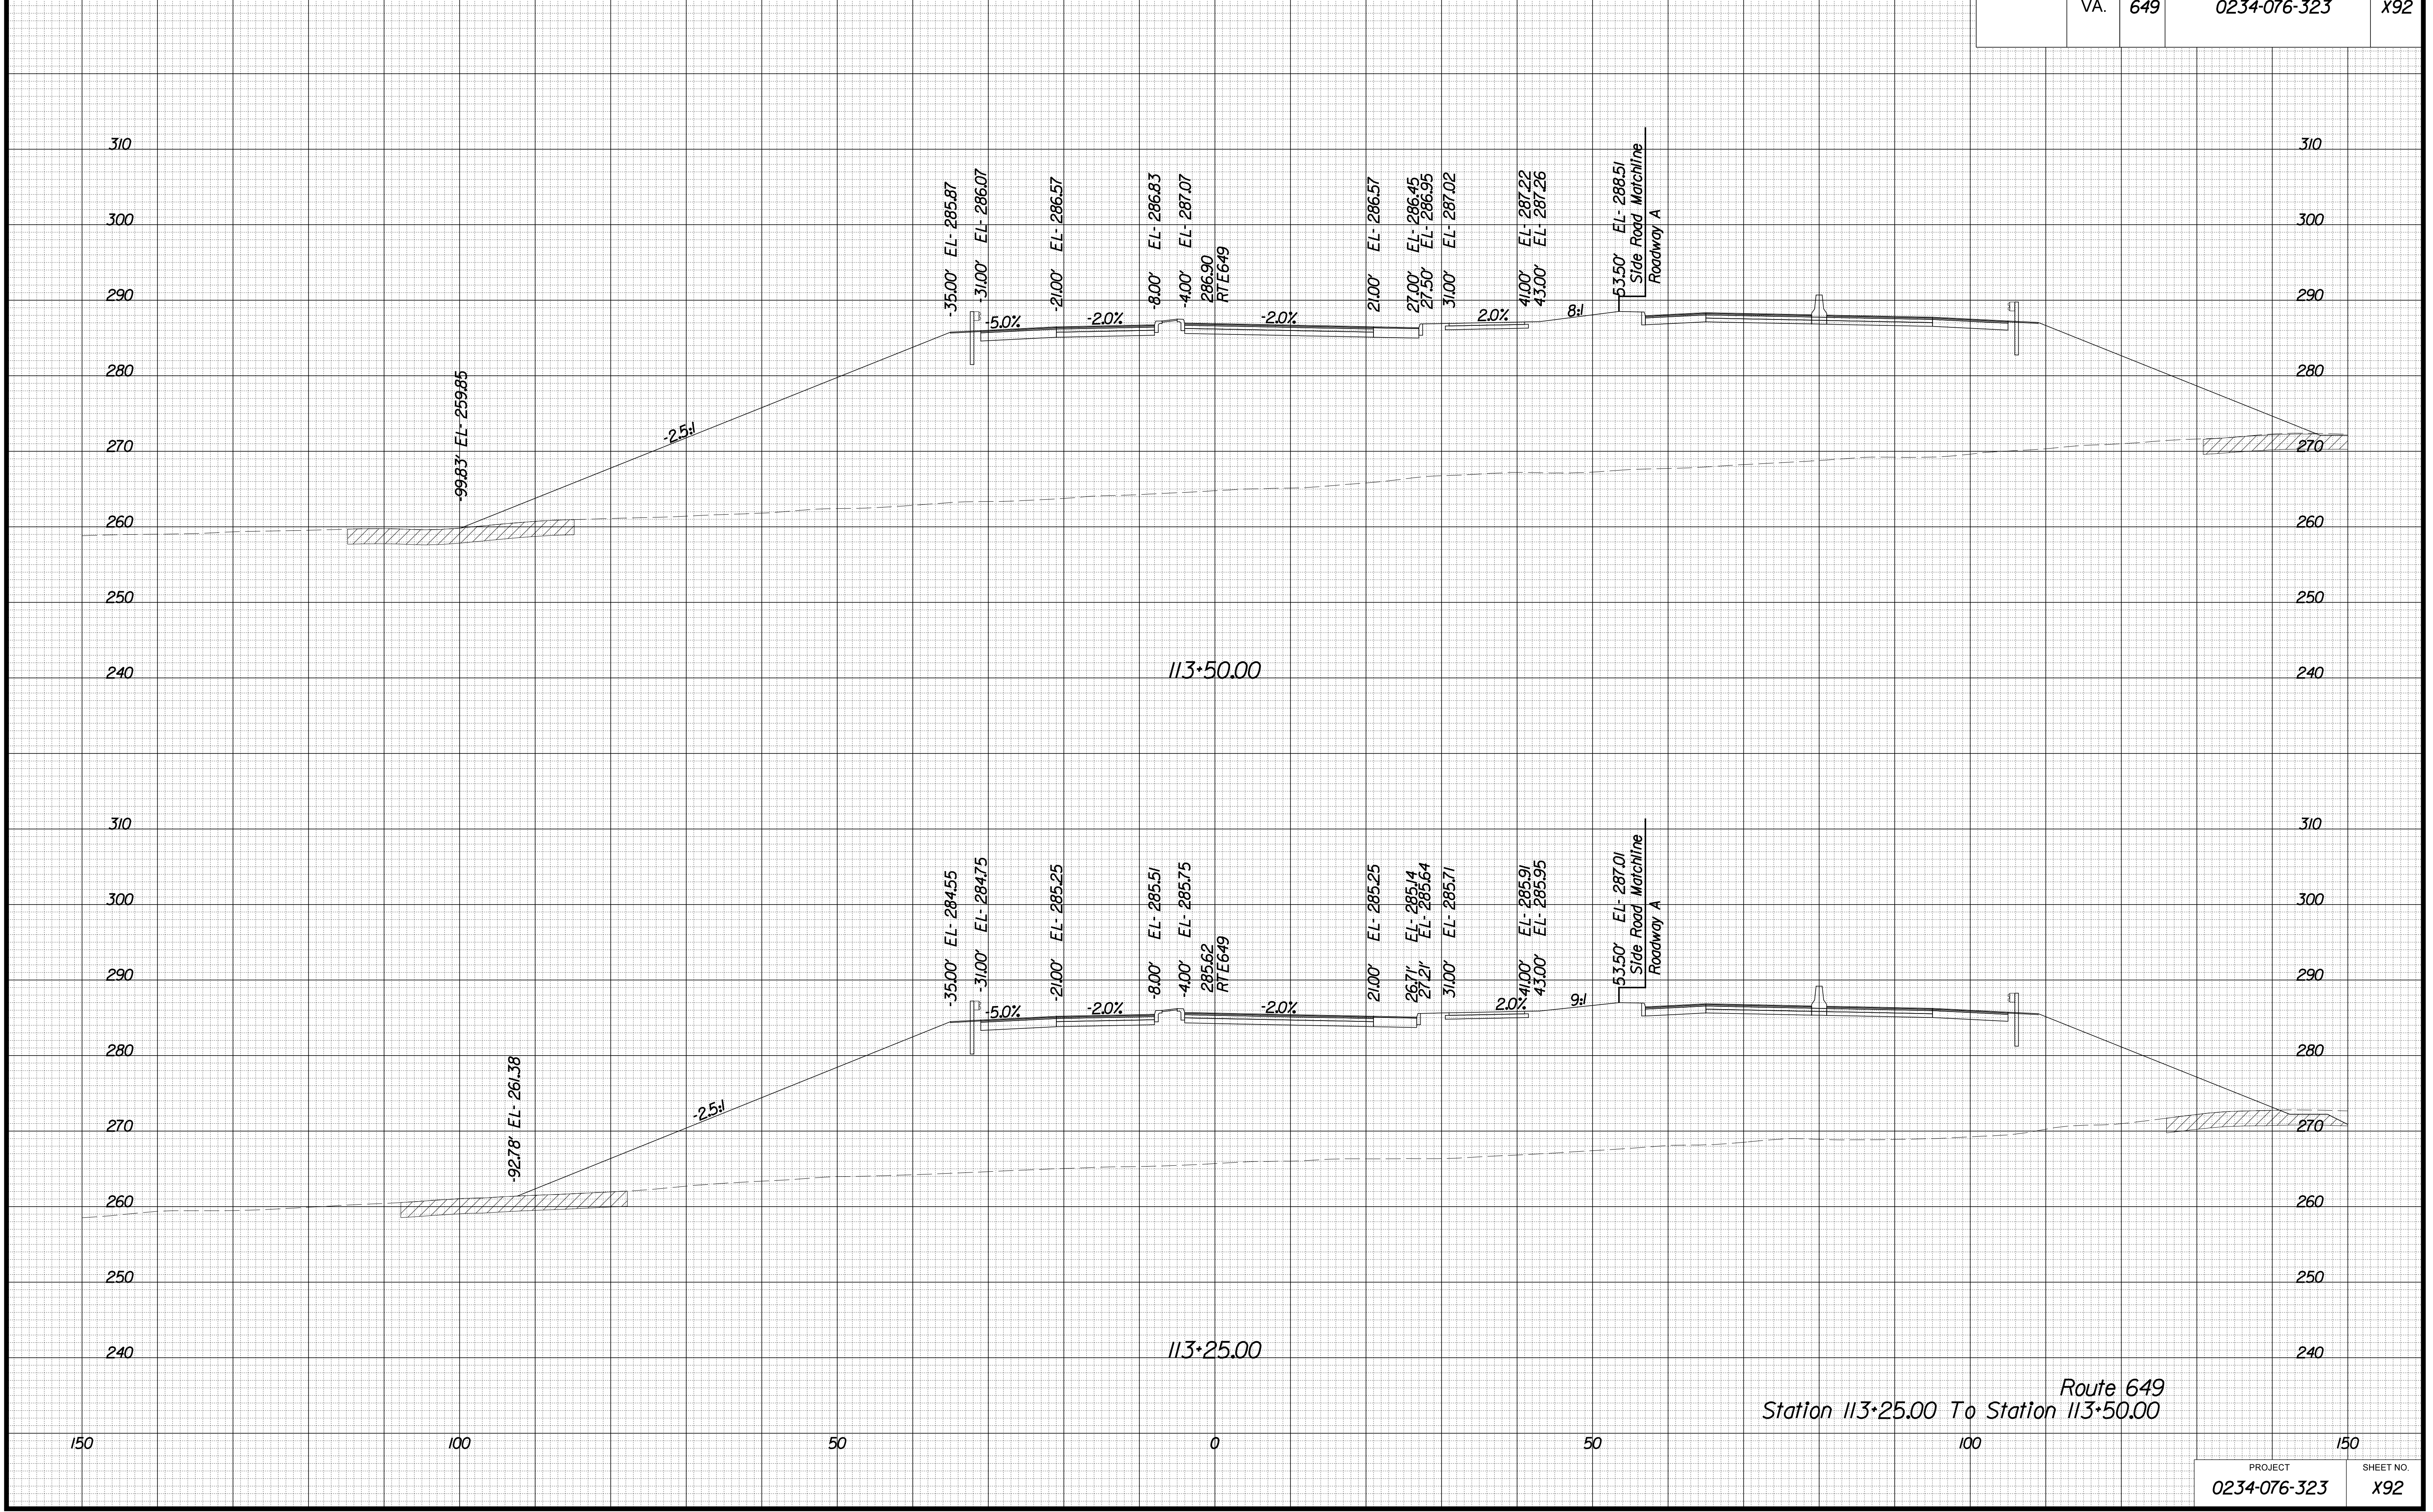 VA. 649 0234-076-323 X92
310 310
300 300
290 290
280 280
270 270
260 260
250 250
240 240
-99.83' EL- 259.85
-2.5:1
-35.00' EL- 285.87
-31.00' EL- 286.07
-5.0%
-21.00' EL- 286.57
-2.0%
-8.00' EL- 286.83
-4.00' EL- 287.07
286.90
RTE649
-2.0%
21.00' EL- 286.57
27.00' EL- 286.45
27.50' EL- 286.95
31.00' EL- 287.02
2.0%
41.00' EL- 287.22
43.00' EL- 287.26
8:1
53.50' EL- 288.51
Side Road Matchline
Roadway A
113+50.00
310 310
300 300
290 290
280 280
270 270
260 260
250 250
240 240
-92.78' EL- 261.38
-2.5:1
-35.00' EL- 284.55
-31.00' EL- 284.75
-5.0%
-21.00' EL- 285.25
-2.0%
-8.00' EL- 285.51
-4.00' EL- 285.75
285.62
RTE649
-2.0%
21.00' EL- 285.25
26.71' EL- 285.14
27.21' EL- 285.64
31.00' EL- 285.71
2.0%
41.00' EL- 285.91
43.00' EL- 285.95
9:1
53.50' EL- 287.01
Side Road Matchline
Roadway A
113+25.00
Route 649
Station 113+25.00 To Station 113+50.00
150 100 50 0 50 100 150
PROJECT SHEET NO.
0234-076-323 X92